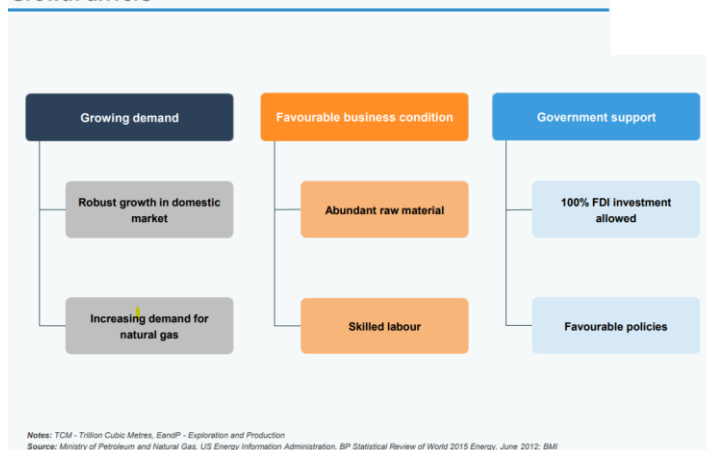 Growing demand
Favourable business condition
Government support
Robust growth in domestic
market
Abundant raw material
100% FDI investment
allowed
Increasing demand for
natural gas
Skilled labour
Favourable policies
Notes: TCM - Trillion Cubic Metres, EandP - Exploration and Production
Source: Ministry of Petroleum and Natural Gas, US Energy Information Administration, BP Statistical Review of World 2015 Energy, June 2012; BMI